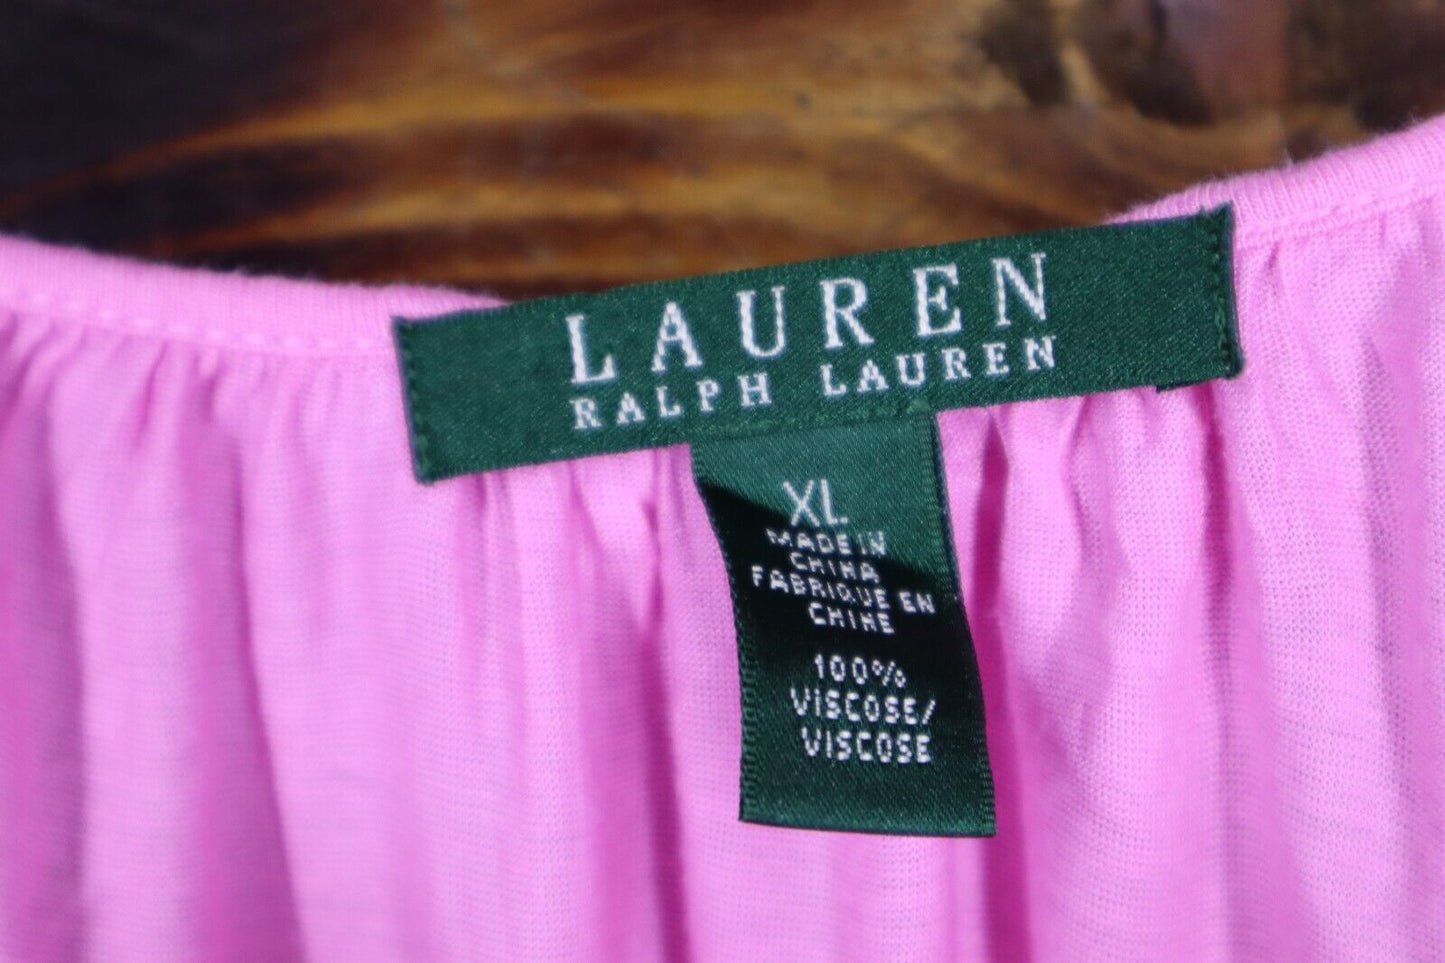 LAUREN
RALPH LAUREN
XL
MADE IN
CHINA
FABRIQUE EN
CHINE
100%
VISCOSE/
VISCOSE